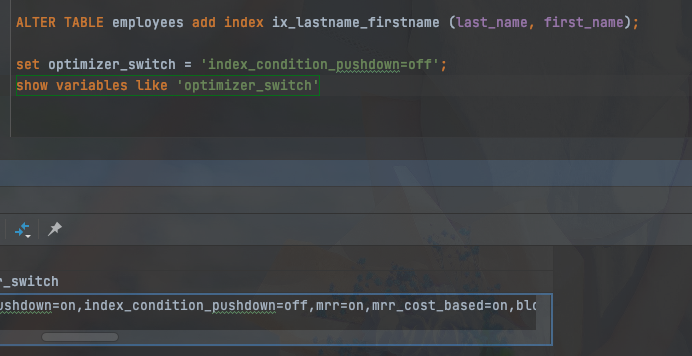 ALTER TABLE employees add index ix_lastname_firstname (last_name, first_name);
set optimizer_switch = 'index_condition_pushdown=off';
show variables like 'optimizer_switch'
r_switch
ushdown=on,index_condition_pushdown=off,mrr=on,mrr_cost_based=on,blo